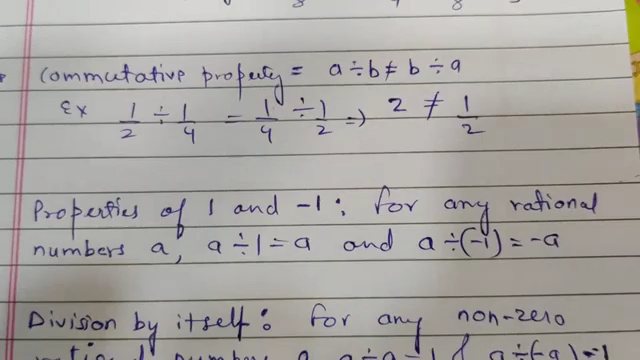 Commutative property = a ÷ b ≠ b ÷ a
Ex 1/2 ÷ 1/4 = 1/4 ÷ 1/2 ⇒ 2 ≠ 1/2
Properties of 1 and -1: for any rational
numbers a, a ÷ 1 = a and a ÷ (-1) = -a
Division by itself: for any non-zero